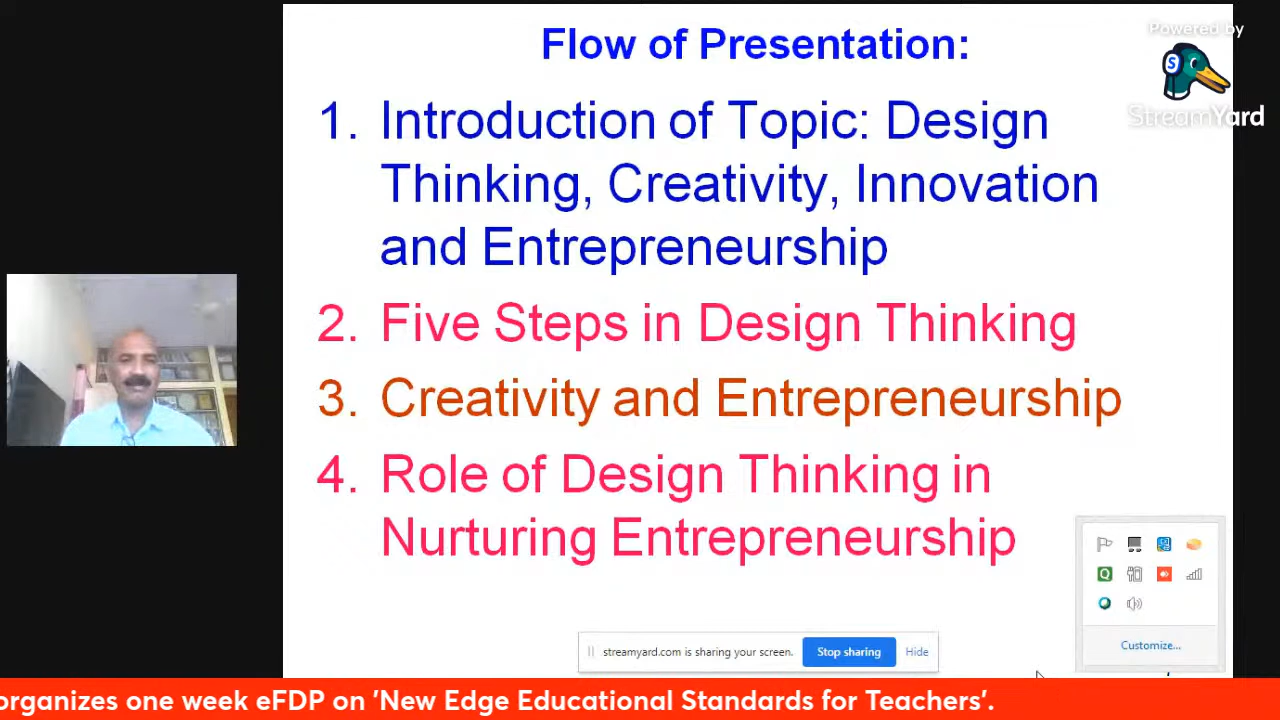 Flow of Presentation:
1. Introduction of Topic: Design
Thinking, Creativity, Innovation
and Entrepreneurship
2. Five Steps in Design Thinking
3. Creativity and Entrepreneurship
4. Role of Design Thinking in
Nurturing Entrepreneurship
Powered by
StreamYard
Customize...
streamyard.com is sharing your screen.
Stop sharing
Hide
organizes one week eFDP on 'New Edge Educational Standards for Teachers'.